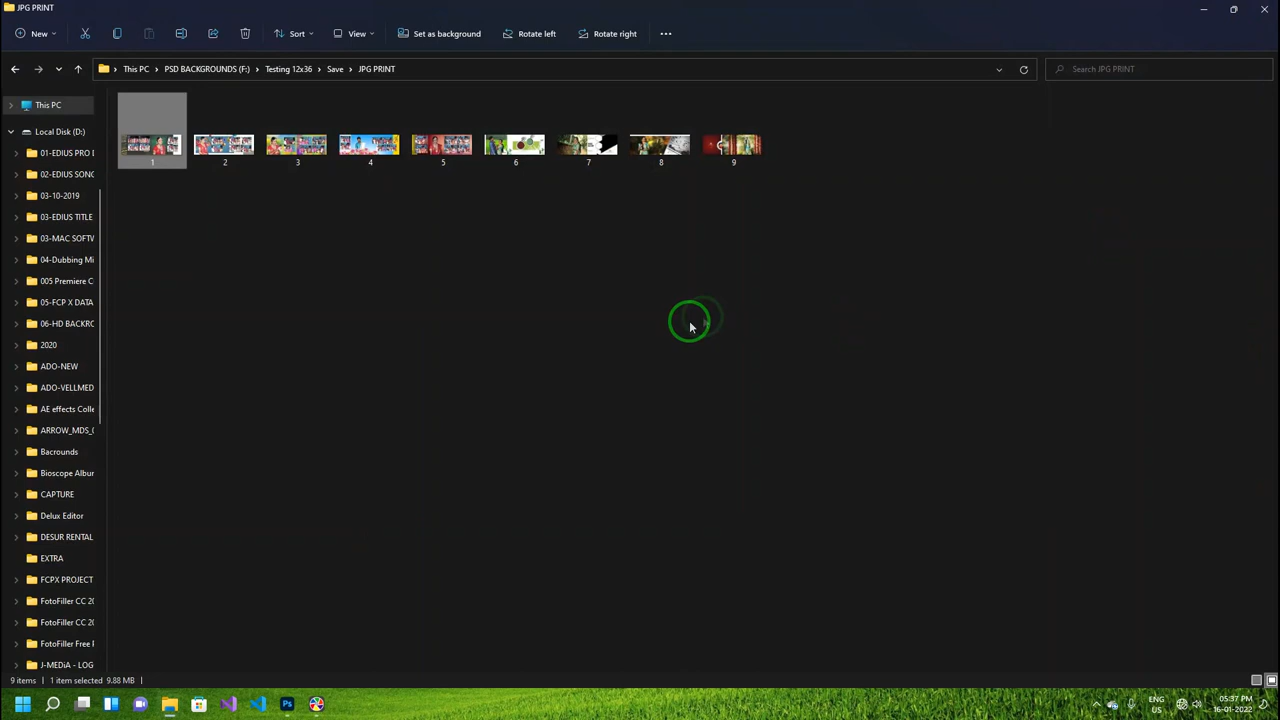 JPG PRINT
New
Sort
View
Set as background
Rotate left
Rotate right
This PC > PSD BACKGROUNDS (F:) > Testing 12x36 > Save > JPG PRINT
Search JPG PRINT
This PC
Local Disk (D:)
01-EDIUS PRO I
02-EDIUS SONG
03-10-2019
03-EDIUS TITLE
03-MAC SOFTW
04-Dubbing Mi
005 Premiere C
05-FCP X DATA
06-HD BACKRO
2020
ADO-NEW
ADO-VELLMED
AE effects Colle
ARROW_MDS_0
Bacrounds
Bioscope Albur
CAPTURE
Delux Editor
DESUR RENTAL
EXTRA
FCPX PROJECT
FotoFiller CC 20
FotoFiller CC 20
FotoFiller Free F
J-MEDiA - LOG
1 2 3 4 5 6 7 8 9
9 items
1 item selected 9.88 MB
Ps
ENG
US
05:37 PM
16-01-2022